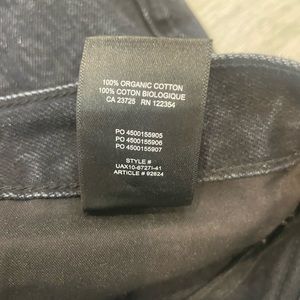 100% ORGANIC COTTON
100% COTON BIOLOGIQUE
CA 23725 RN 122354
PO 4500155905
PO 4500155906
PO 4500155907
STYLE #
UAX10-6727I-41
ARTICLE # 92624